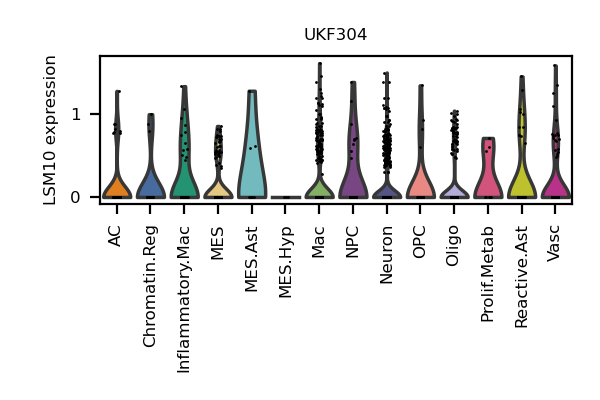 UKF304
LSM10 expression
1
0
AC
Chromatin.Reg
Inflammatory.Mac
MES
MES.Ast
MES.Hyp
Mac
NPC
Neuron
OPC
Oligo
Prolif.Metab
Reactive.Ast
Vasc